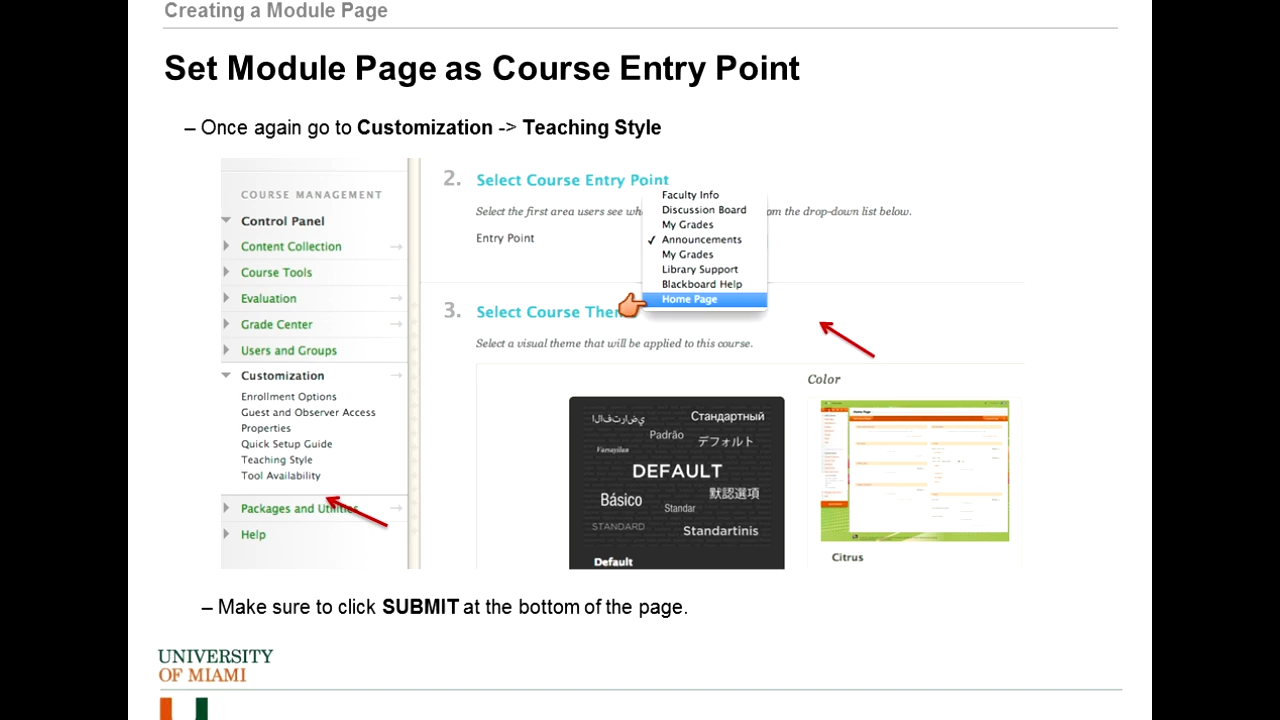 Creating a Module Page
Set Module Page as Course Entry Point
– Once again go to Customization -> Teaching Style
COURSE MANAGEMENT
Control Panel
Content Collection
Course Tools
Evaluation
Grade Center
Users and Groups
Customization
Enrollment Options
Guest and Observer Access
Properties
Quick Setup Guide
Teaching Style
Tool Availability
Packages and Utilities
Help
2. Select Course Entry Point
Select the first area users see wh om the drop-down list below.
Entry Point
Faculty Info
Discussion Board
My Grades
✓ Announcements
My Grades
Library Support
Blackboard Help
Home Page
3. Select Course Them
Select a visual theme that will be applied to this course.
Color
Стандартный
Padrão
デフォルト
DEFAULT
Básico
默認選項
Standar
STANDARD
Standartinis
Default
Home Page
Citrus
– Make sure to click SUBMIT at the bottom of the page.
UNIVERSITY
OF MIAMI